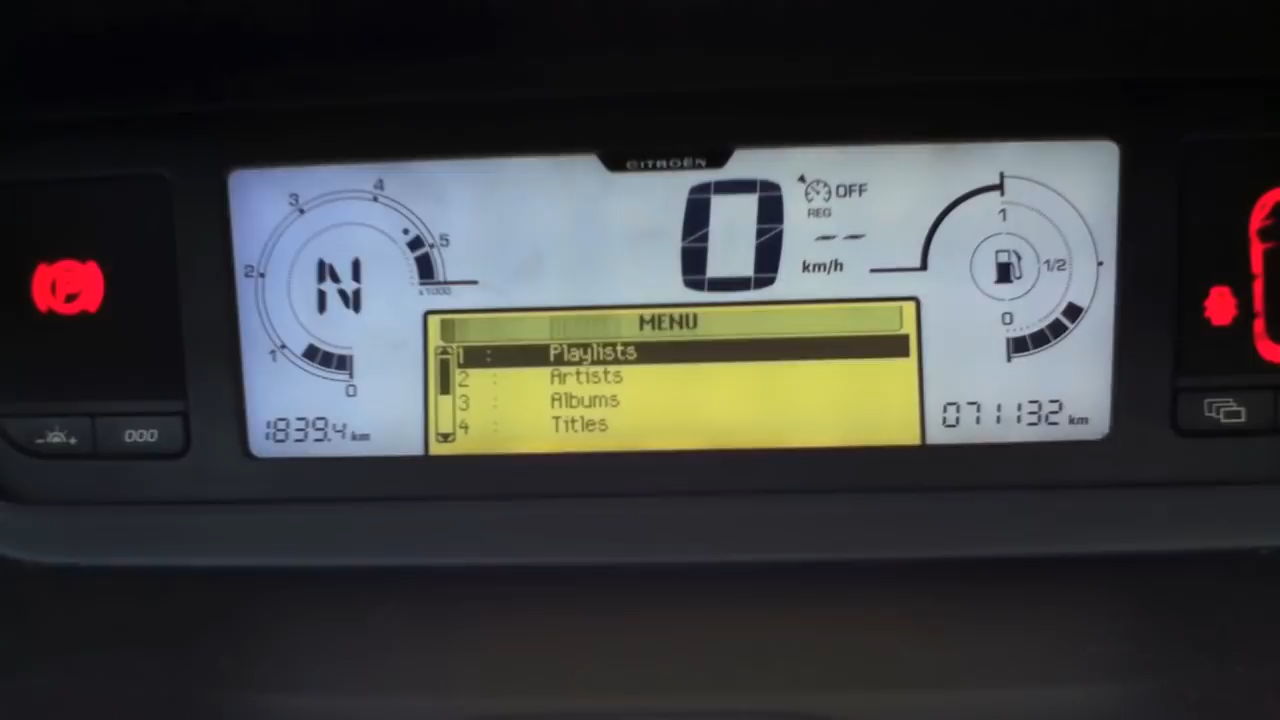 CITROËN
4
3
5
2
x1000
N
1
0
1839.4 km
0
OFF
REG
-- --
km/h
1
1/2
0
MENU
1 : Playlists
2 : Artists
3 : Albums
4 : Titles
071132 km
P
- +
000